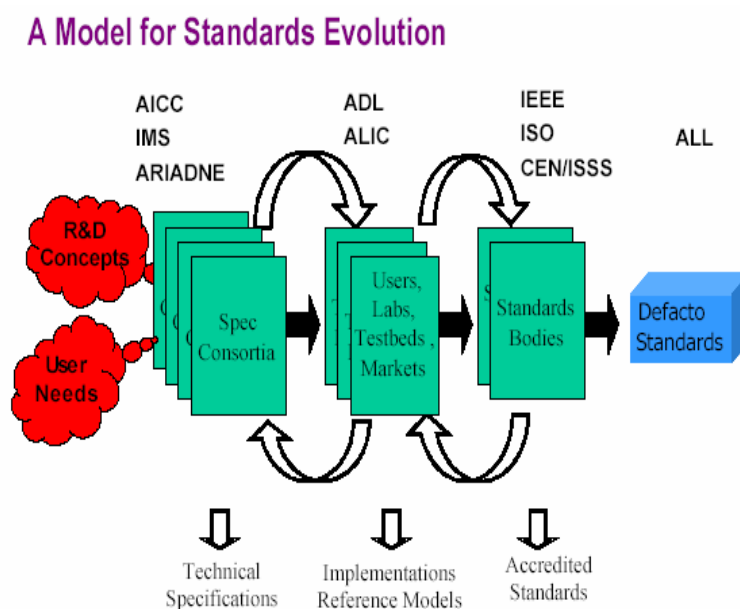 A Model for Standards Evolution
AICC
IMS
ARIADNE
ADL
ALIC
IEEE
ISO
CEN/ISSS
ALL
R&D
Concepts
User
Needs
Spec
Consortia
Users,
Labs,
Testbeds ,
Markets
Standards
Bodies
Defacto
Standards
Technical
Specifications
Implementations
Reference Models
Accredited
Standards